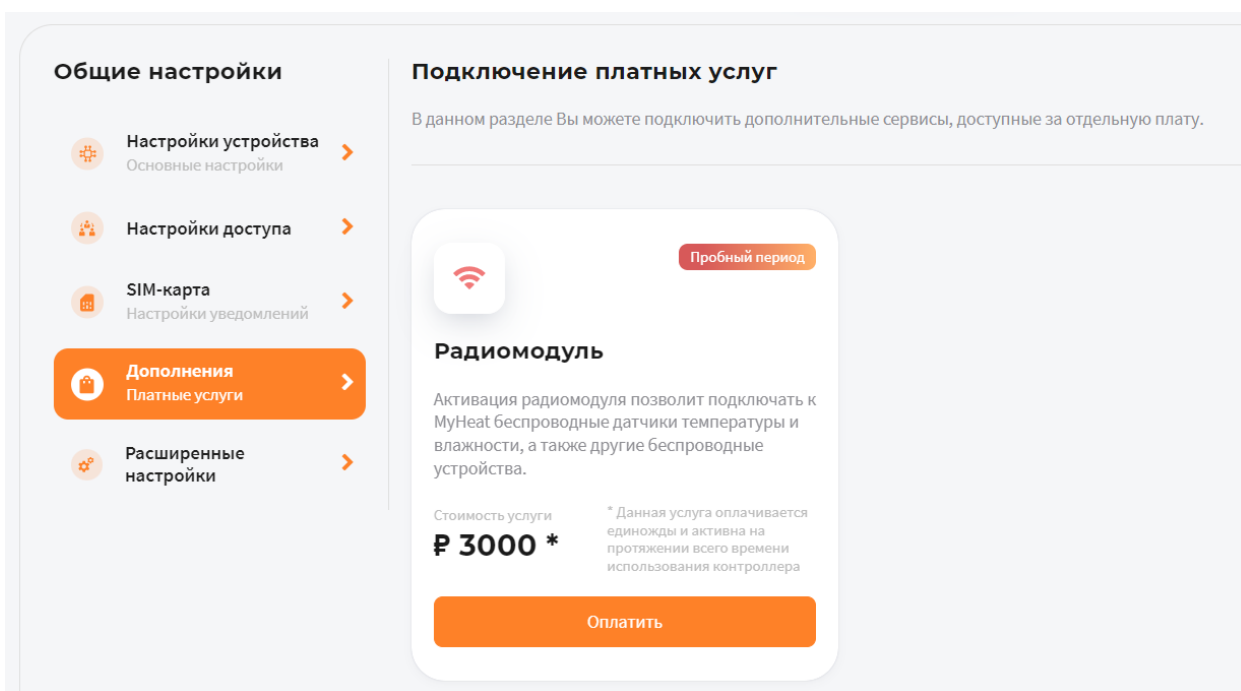 Общие настройки
Настройки устройства
Основные настройки
Настройки доступа
SIM-карта
Настройки уведомлений
Дополнения
Платные услуги
Расширенные
настройки
Подключение платных услуг
В данном разделе Вы можете подключить дополнительные сервисы, доступные за отдельную плату.
Пробный период
Радиомодуль
Активация радиомодуля позволит подключать к
MyHeat беспроводные датчики температуры и
влажности, а также другие беспроводные
устройства.
Стоимость услуги
₽ 3000 *
* Данная услуга оплачивается
единожды и активна на
протяжении всего времени
использования контроллера
Оплатить